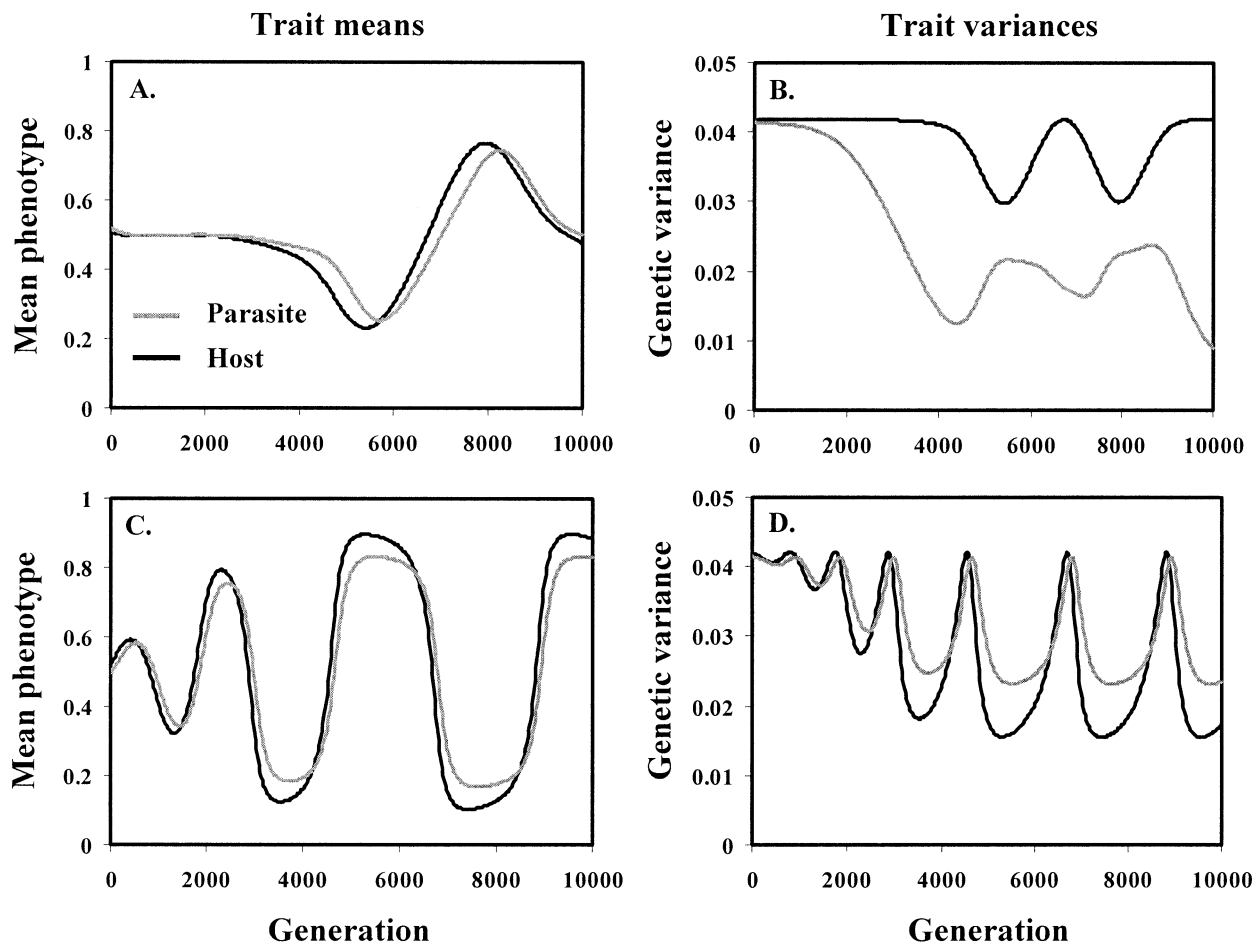 Trait means
Trait variances
A.
Mean phenotype
1
0.8
0.6
0.4
0.2
0
Parasite
Host
0 2000 4000 6000 8000 10000
B.
Genetic variance
0.05
0.04
0.03
0.02
0.01
0
0 2000 4000 6000 8000 10000
C.
Mean phenotype
1
0.8
0.6
0.4
0.2
0
0 2000 4000 6000 8000 10000
Generation
D.
Genetic variance
0.05
0.04
0.03
0.02
0.01
0
0 2000 4000 6000 8000 10000
Generation